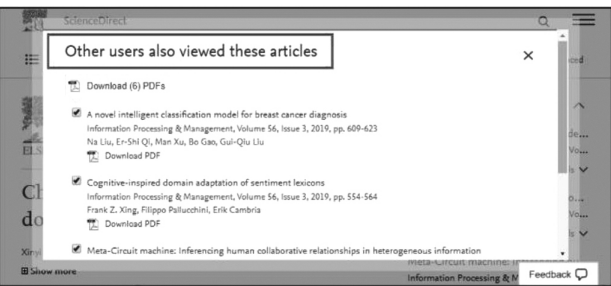 ScienceDirect
Other users also viewed these articles
Download (6) PDFs
A novel intelligent classification model for breast cancer diagnosis
Information Processing & Management, Volume 56, Issue 3, 2019, pp. 609-623
Na Liu, Er-Shi Qi, Man Xu, Bo Gao, Gui-Qiu Liu
Download PDF
Cognitive-inspired domain adaptation of sentiment lexicons
Information Processing & Management, Volume 56, Issue 3, 2019, pp. 554-564
Frank Z. Xing, Filippo Pallucchini, Erik Cambria
Download PDF
Meta-Circuit machine: Inferencing human collaborative relationships in heterogeneous information
Show more
Information Processing & M
Feedback